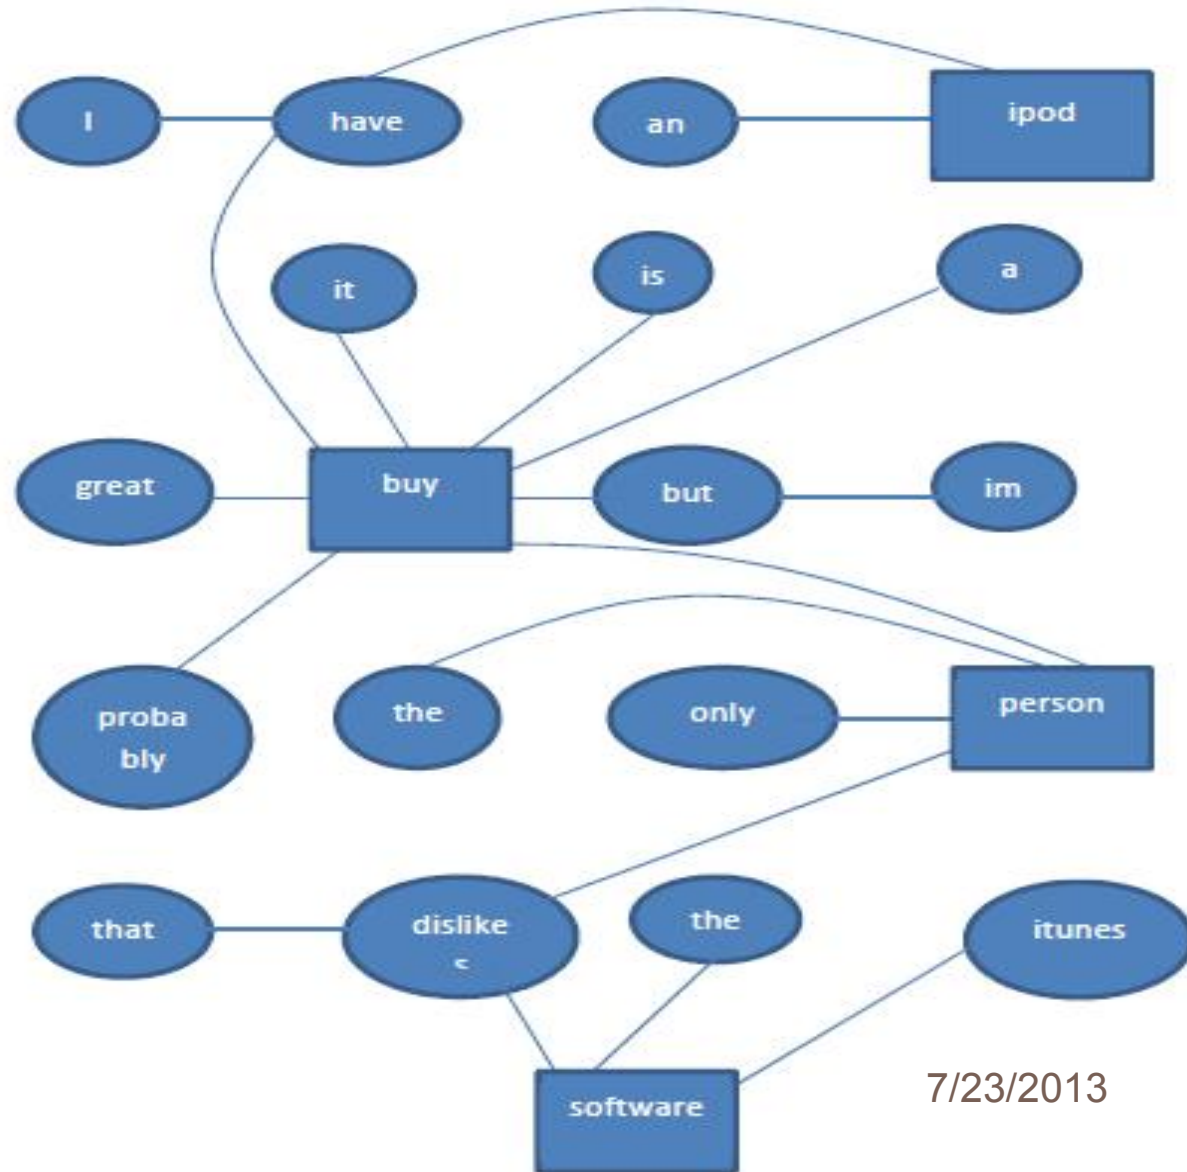 I have an ipod
it is a
great buy but im
proba
bly
the only person
that dislike
the itunes
software
7/23/2013